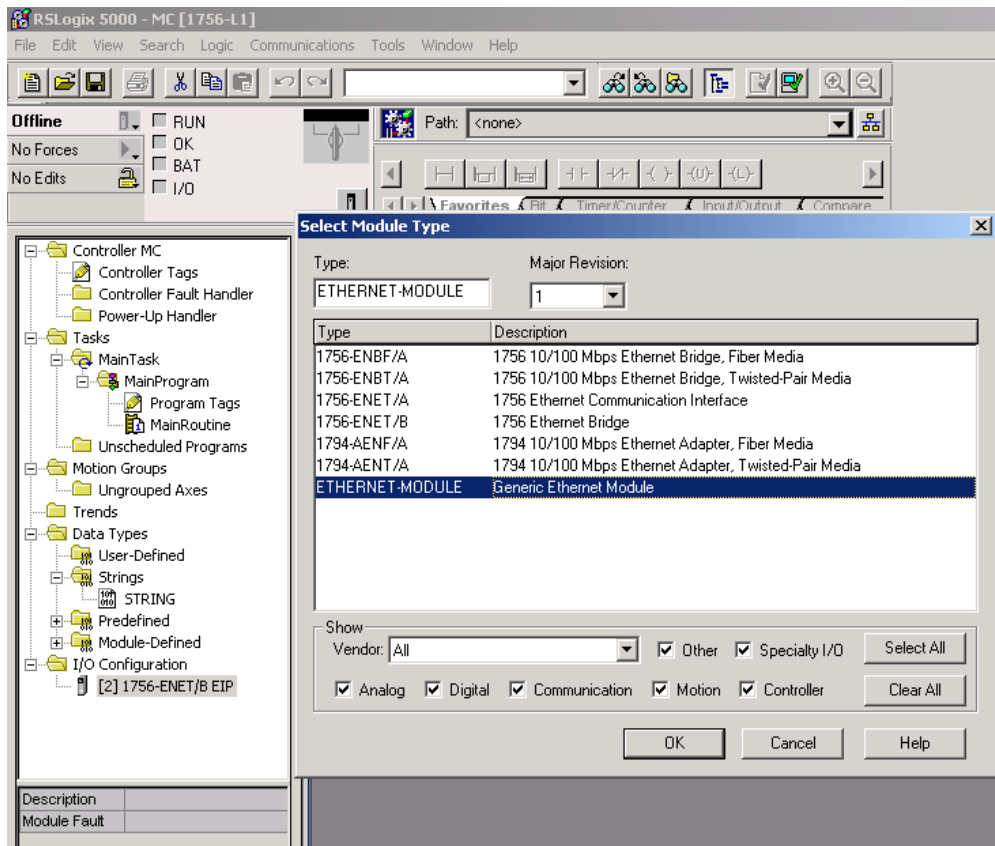 RSLogix 5000 - MC [1756-L1]
File Edit View Search Logic Communications Tools Window Help
Offline
RUN
No Forces
OK
No Edits
BAT
I/O
Path: <none>
Favorites Bit Timer/Counter Input/Output Compare
Controller MC
Controller Tags
Controller Fault Handler
Power-Up Handler
Tasks
MainTask
MainProgram
Program Tags
MainRoutine
Unscheduled Programs
Motion Groups
Ungrouped Axes
Trends
Data Types
User-Defined
Strings
STRING
Predefined
Module-Defined
I/O Configuration
[2] 1756-ENET/B EIP
Description
Module Fault
Select Module Type
Type: Major Revision:
ETHERNET-MODULE 1
Type Description
1756-ENBF/A 1756 10/100 Mbps Ethernet Bridge, Fiber Media
1756-ENBT/A 1756 10/100 Mbps Ethernet Bridge, Twisted-Pair Media
1756-ENET/A 1756 Ethernet Communication Interface
1756-ENET/B 1756 Ethernet Bridge
1794-AENF/A 1794 10/100 Mbps Ethernet Adapter, Fiber Media
1794-AENT/A 1794 10/100 Mbps Ethernet Adapter, Twisted-Pair Media
ETHERNET-MODULE Generic Ethernet Module
Show
Vendor: All Other Specialty I/O Select All
Analog Digital Communication Motion Controller Clear All
OK Cancel Help